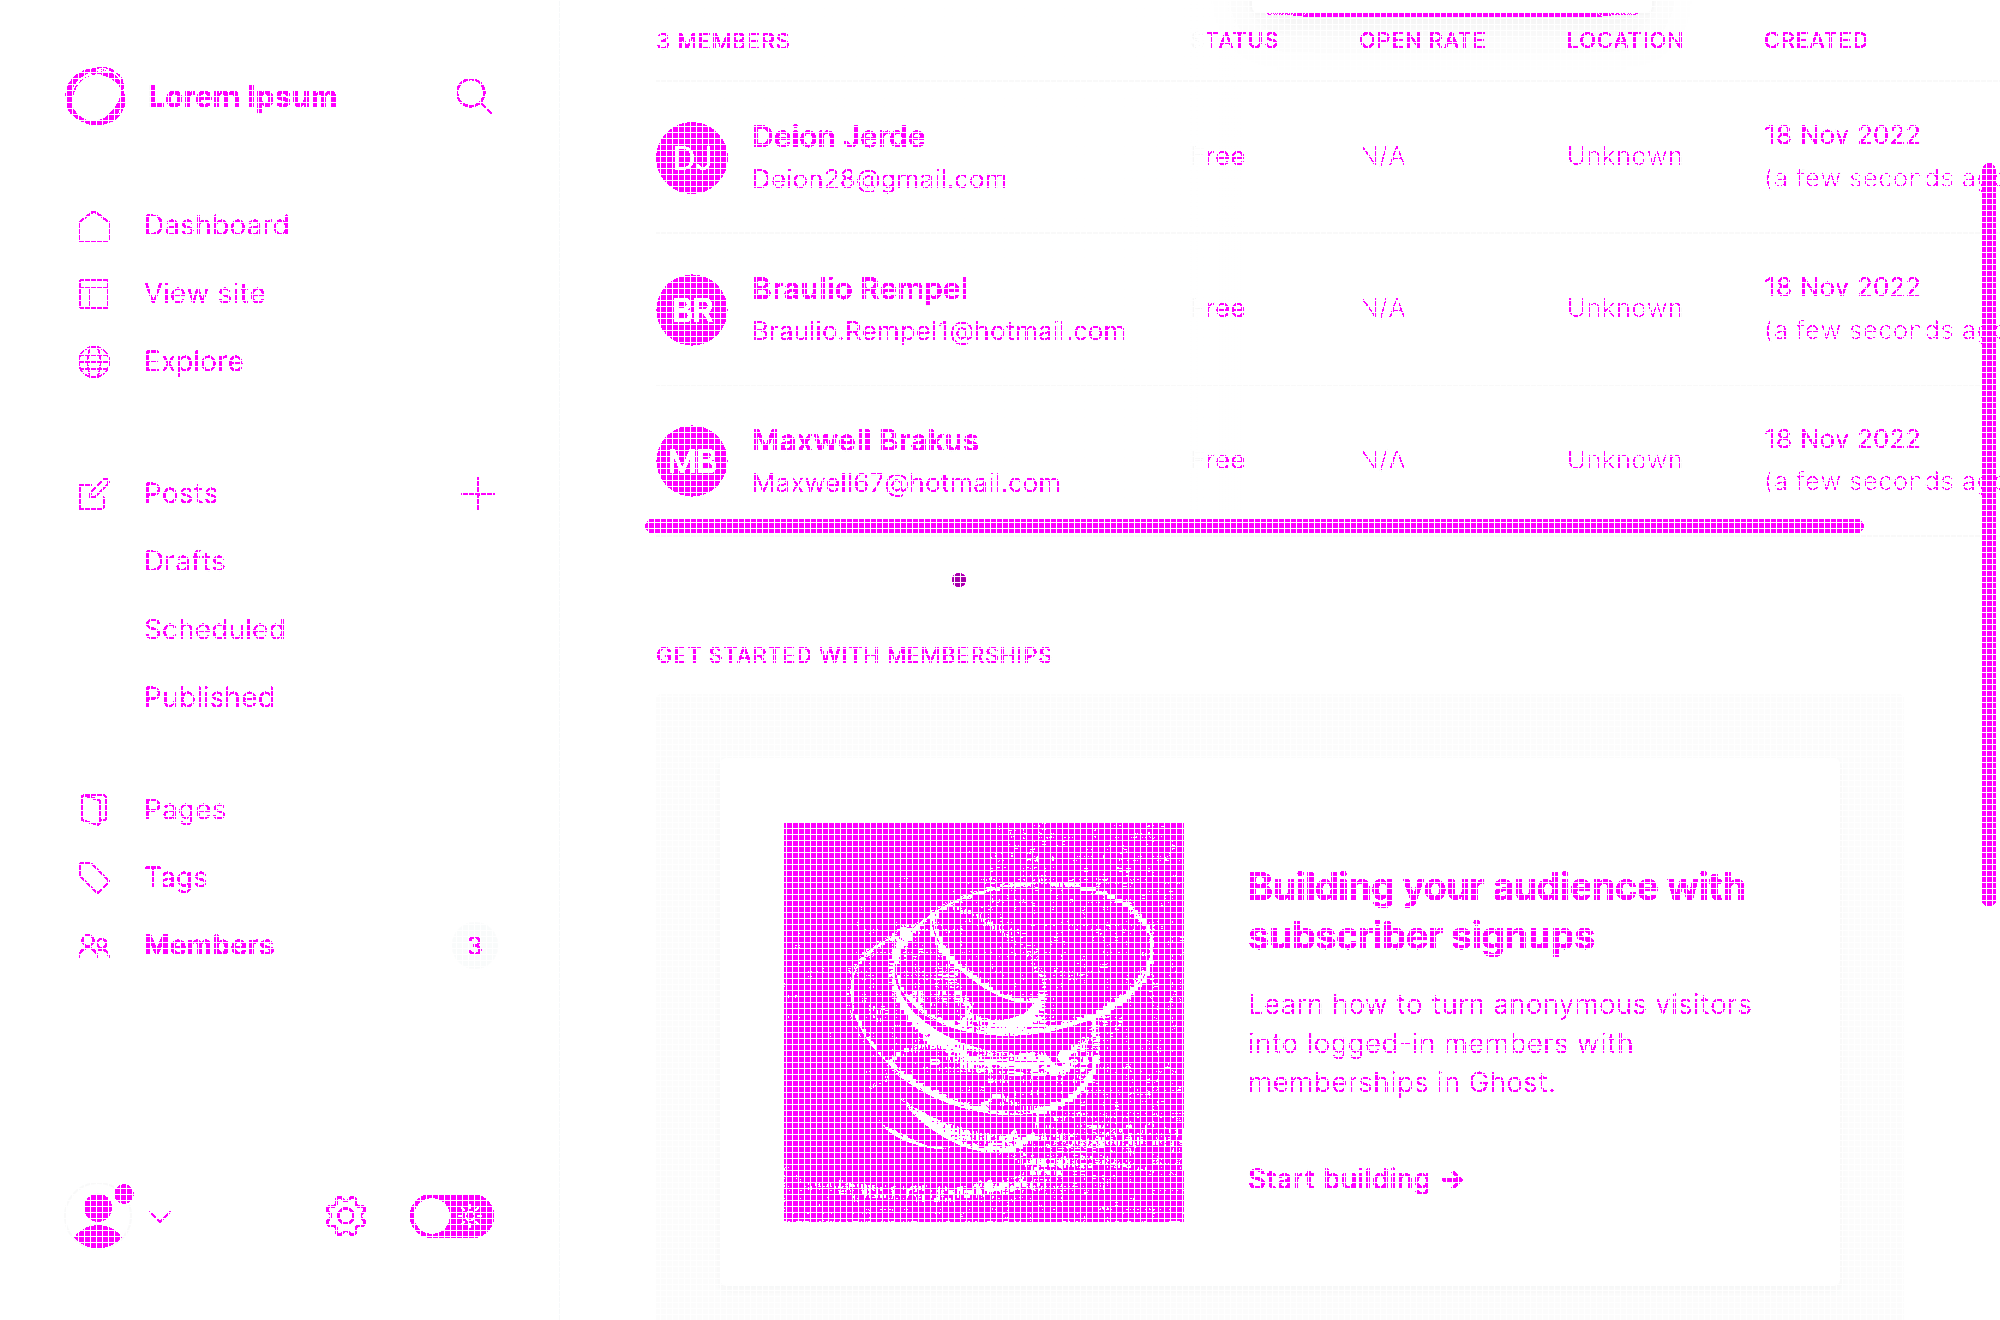 Lorem Ipsum
Dashboard
View site
Explore
Posts
Drafts
Scheduled
Published
Pages
Tags
Members 3
3 MEMBERS TATUS OPEN RATE LOCATION CREATED
DJ Deion Jerde Deion28@gmail.com ree N/A Unknown 18 Nov 2022 (a few seconds ag
BR Braulio Rempel Braulio.Rempel1@hotmail.com ree N/A Unknown 18 Nov 2022 (a few seconds ag
MB Maxwell Brakus Maxwell67@hotmail.com ree N/A Unknown 18 Nov 2022 (a few seconds ag
GET STARTED WITH MEMBERSHIPS
Building your audience with
subscriber signups
Learn how to turn anonymous visitors
into logged-in members with
memberships in Ghost.
Start building →